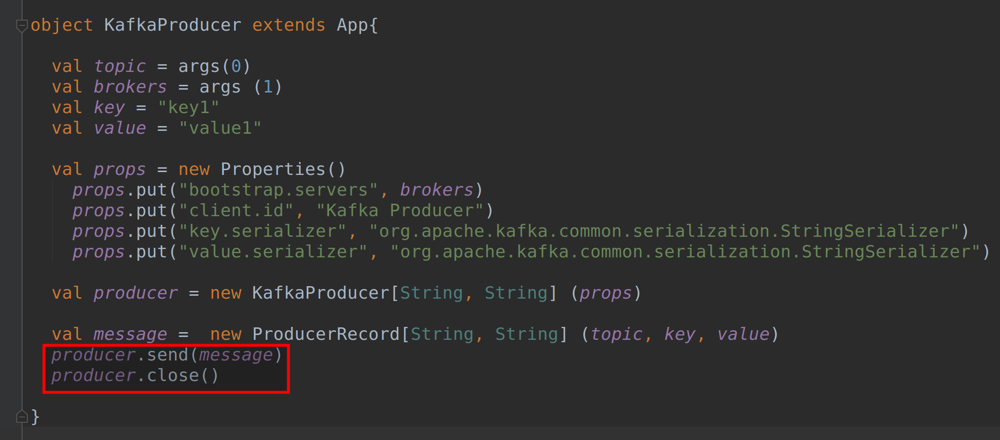 object KafkaProducer extends App{
val topic = args(0)
val brokers = args (1)
val key = "key1"
val value = "value1"
val props = new Properties()
props.put("bootstrap.servers", brokers)
props.put("client.id", "Kafka Producer")
props.put("key.serializer", "org.apache.kafka.common.serialization.StringSerializer")
props.put("value.serializer", "org.apache.kafka.common.serialization.StringSerializer")
val producer = new KafkaProducer[String, String] (props)
val message =  new ProducerRecord[String, String] (topic, key, value)
producer.send(message)
producer.close()
}